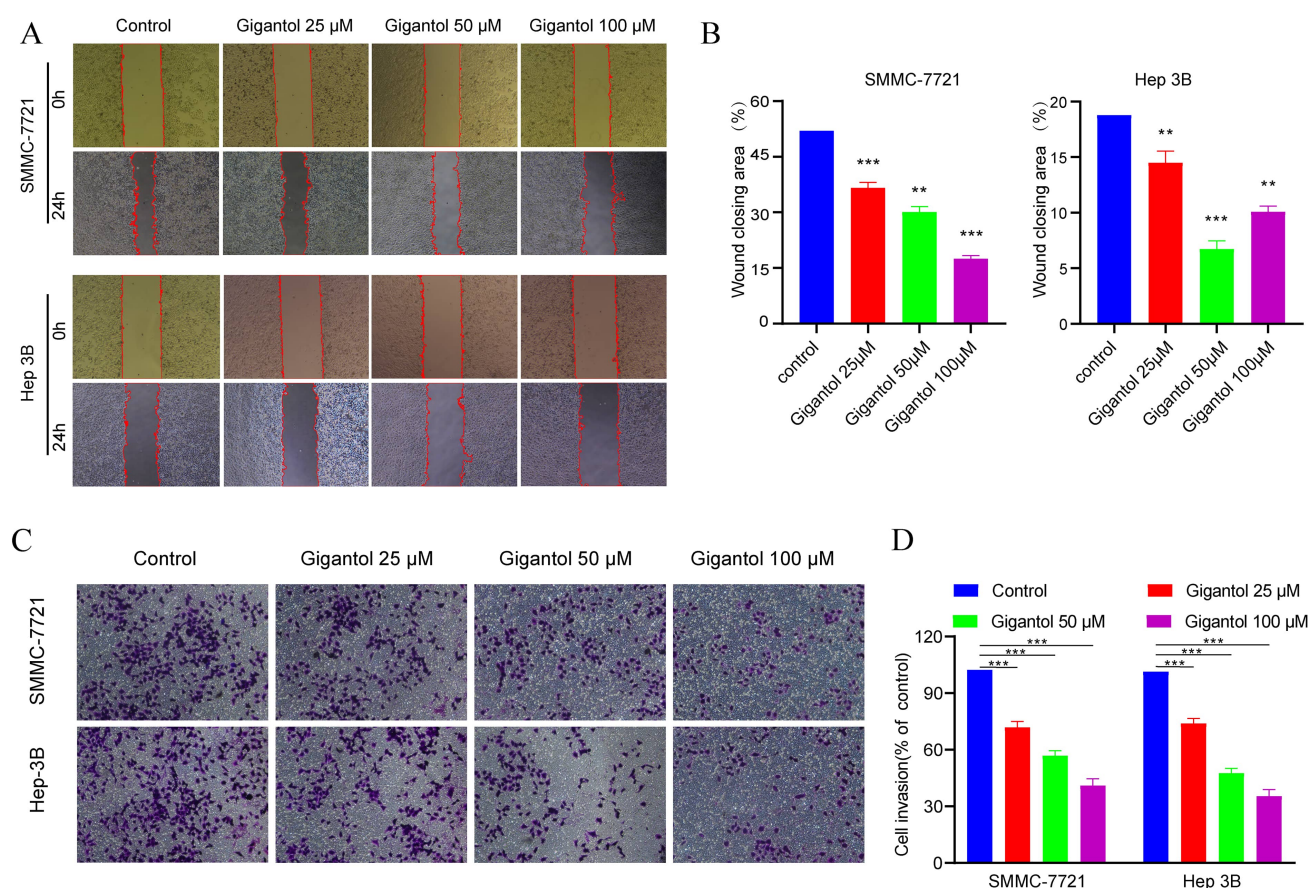 A
Control Gigantol 25 μM Gigantol 50 μM Gigantol 100 μM
SMMC-7721
0h
24h
Hep 3B
0h
24h
B
SMMC-7721
Wound closing area (%)
60
45
30
15
0
***
**
***
control
Gigantol 25μM
Gigantol 50μM
Gigantol 100μM
Hep 3B
Wound closing area (%)
20
15
10
5
0
**
***
**
control
Gigantol 25μM
Gigantol 50μM
Gigantol 100μM
C
Control Gigantol 25 μM Gigantol 50 μM Gigantol 100 μM
SMMC-7721
Hep-3B
D
Control Gigantol 25 μM
Gigantol 50 μM Gigantol 100 μM
Cell invasion(% of control)
120
90
60
30
0
***
***
***
***
***
***
SMMC-7721 Hep 3B